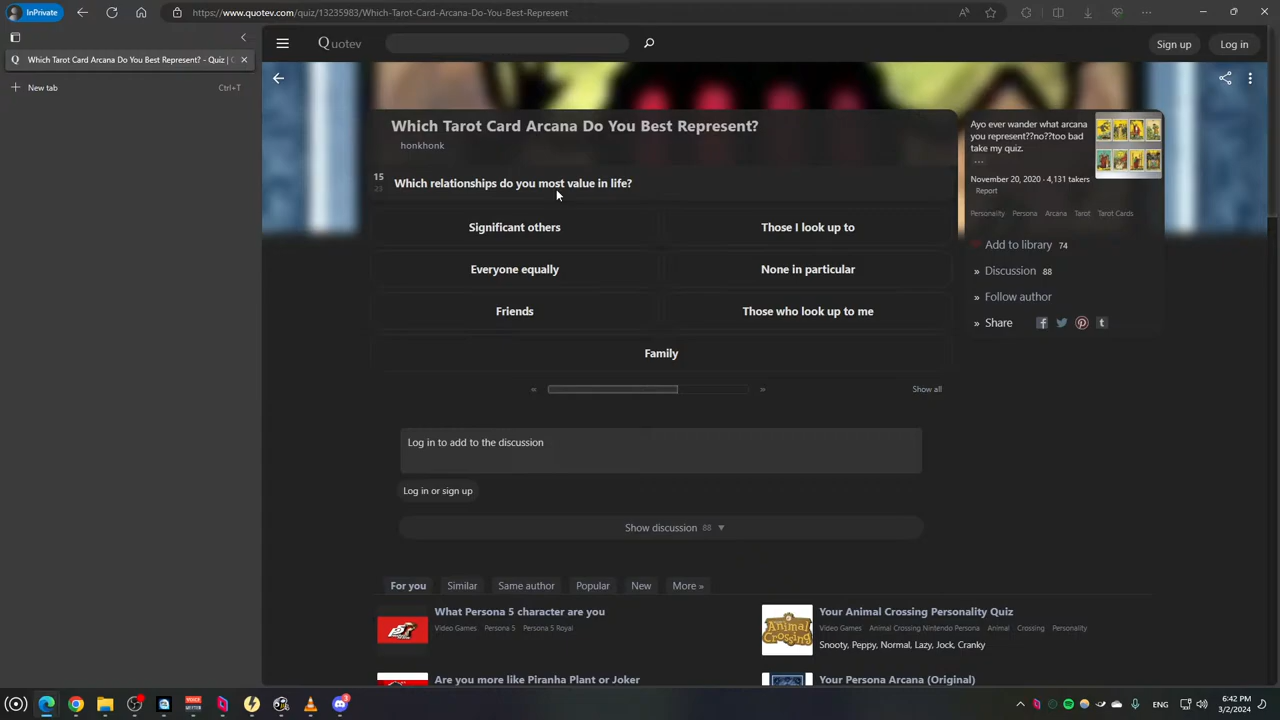 InPrivate
https://www.quotev.com/quiz/13235983/Which-Tarot-Card-Arcana-Do-You-Best-Represent
Which Tarot Card Arcana Do You Best Represent? - Quiz |
New tab
Ctrl+T
Quotev
Sign up
Log in
Which Tarot Card Arcana Do You Best Represent?
honkhonk
15
23
Which relationships do you most value in life?
Significant others
Those I look up to
Everyone equally
None in particular
Friends
Those who look up to me
Family
Show all
Ayo ever wander what arcana
you represent??no??too bad
take my quiz.
...
November 20, 2020 · 4,131 takers
Report
Personality Persona Arcana Tarot Tarot Cards
Add to library 74
» Discussion 88
» Follow author
» Share
Log in to add to the discussion
Log in or sign up
Show discussion 88 ▼
For you
Similar
Same author
Popular
New
More »
What Persona 5 character are you
Video Games Persona 5 Persona 5 Royal
Your Animal Crossing Personality Quiz
Video Games Animal Crossing Nintendo Persona Animal Crossing Personality
Snooty, Peppy, Normal, Lazy, Jock, Cranky
Are you more like Piranha Plant or Joker
Your Persona Arcana (Original)
3
ENG
6:42 PM
3/2/2024